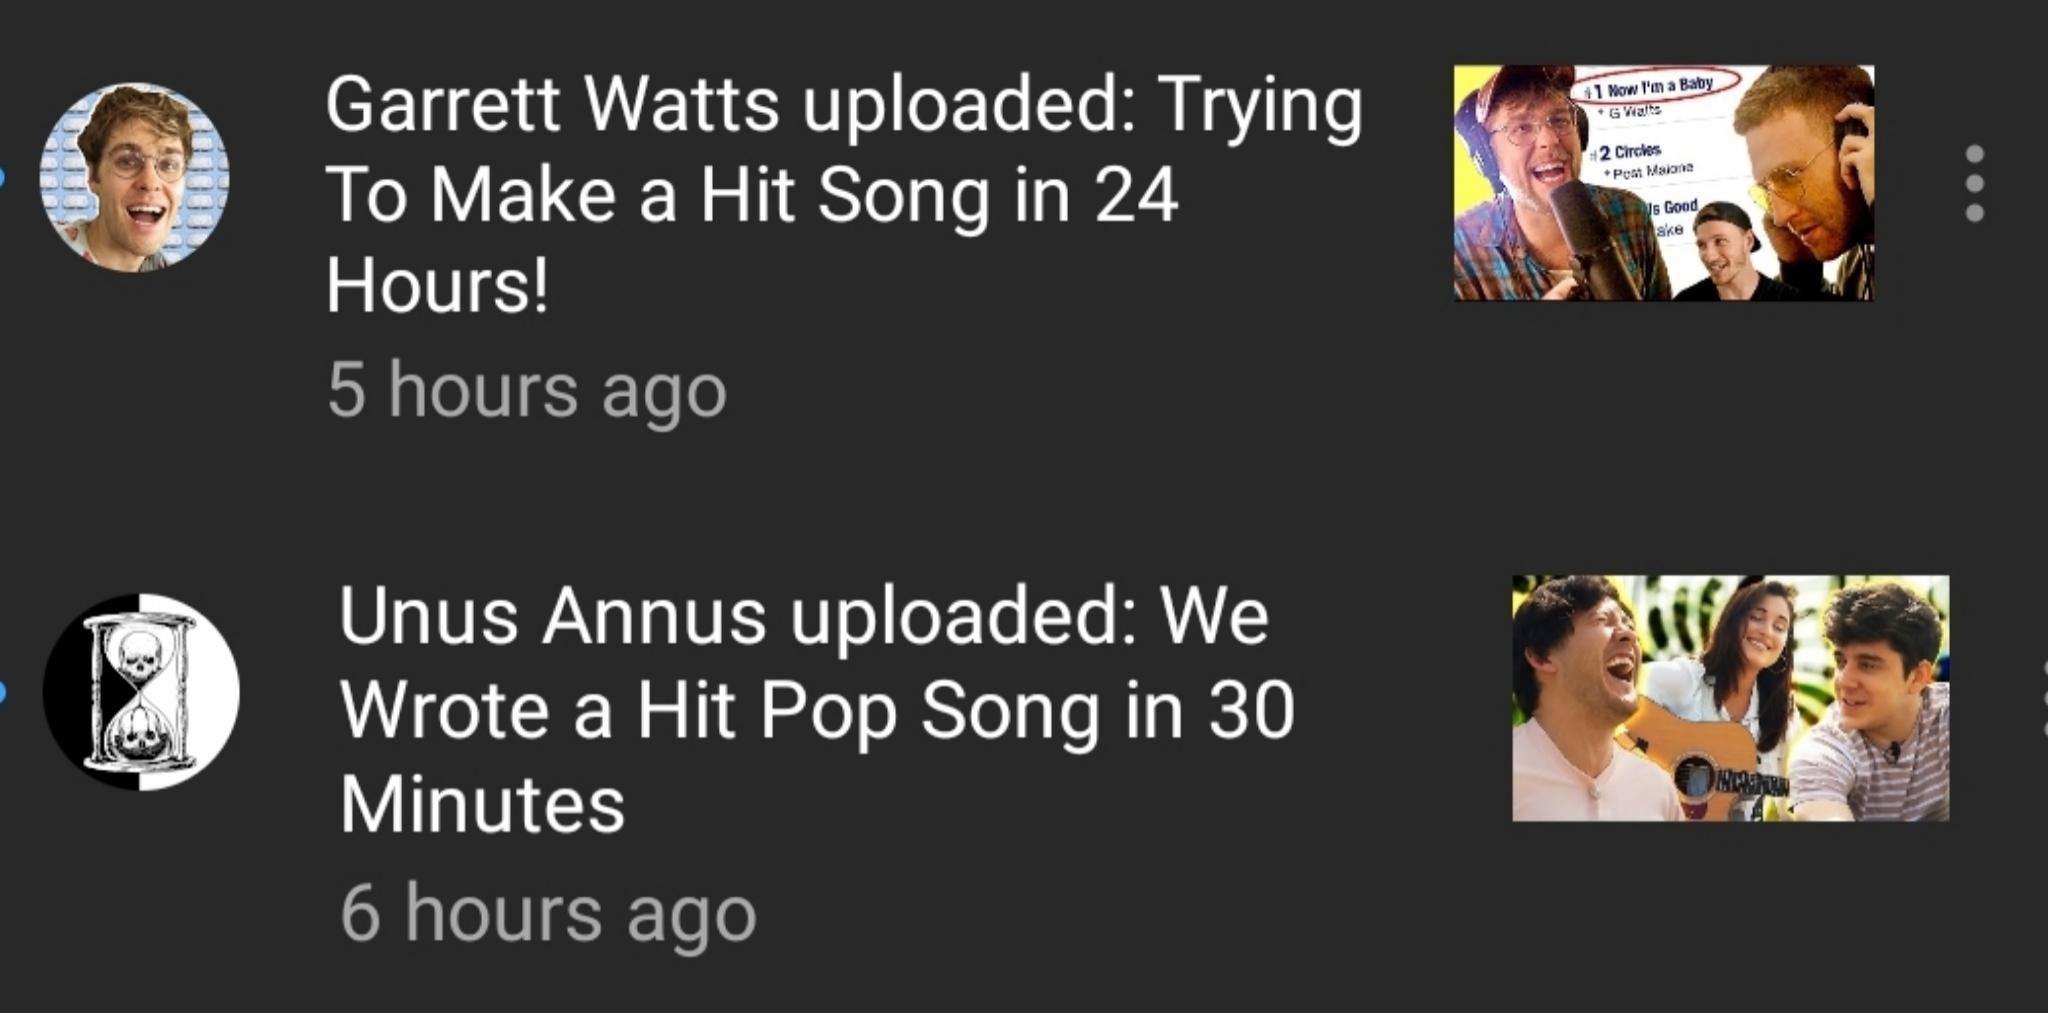 Garrett Watts uploaded: Trying
To Make a Hit Song in 24
Hours!
5 hours ago
#1 Now I'm a Baby
* G Watts
#2 Circles
* Post Malone
Is Good
ake
Unus Annus uploaded: We
Wrote a Hit Pop Song in 30
Minutes
6 hours ago